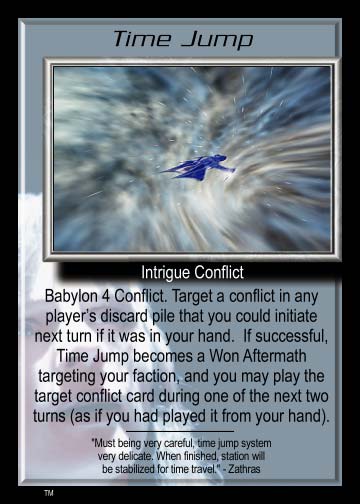 Time Jump
Intrigue Conflict
Babylon 4 Conflict. Target a conflict in any
player's discard pile that you could initiate
next turn if it was in your hand.  If successful,
Time Jump becomes a Won Aftermath
targeting your faction, and you may play the
target conflict card during one of the next two
turns (as if you had played it from your hand).
"Must being very careful, time jump system
very delicate. When finished, station will
be stabilized for time travel." - Zathras
TM